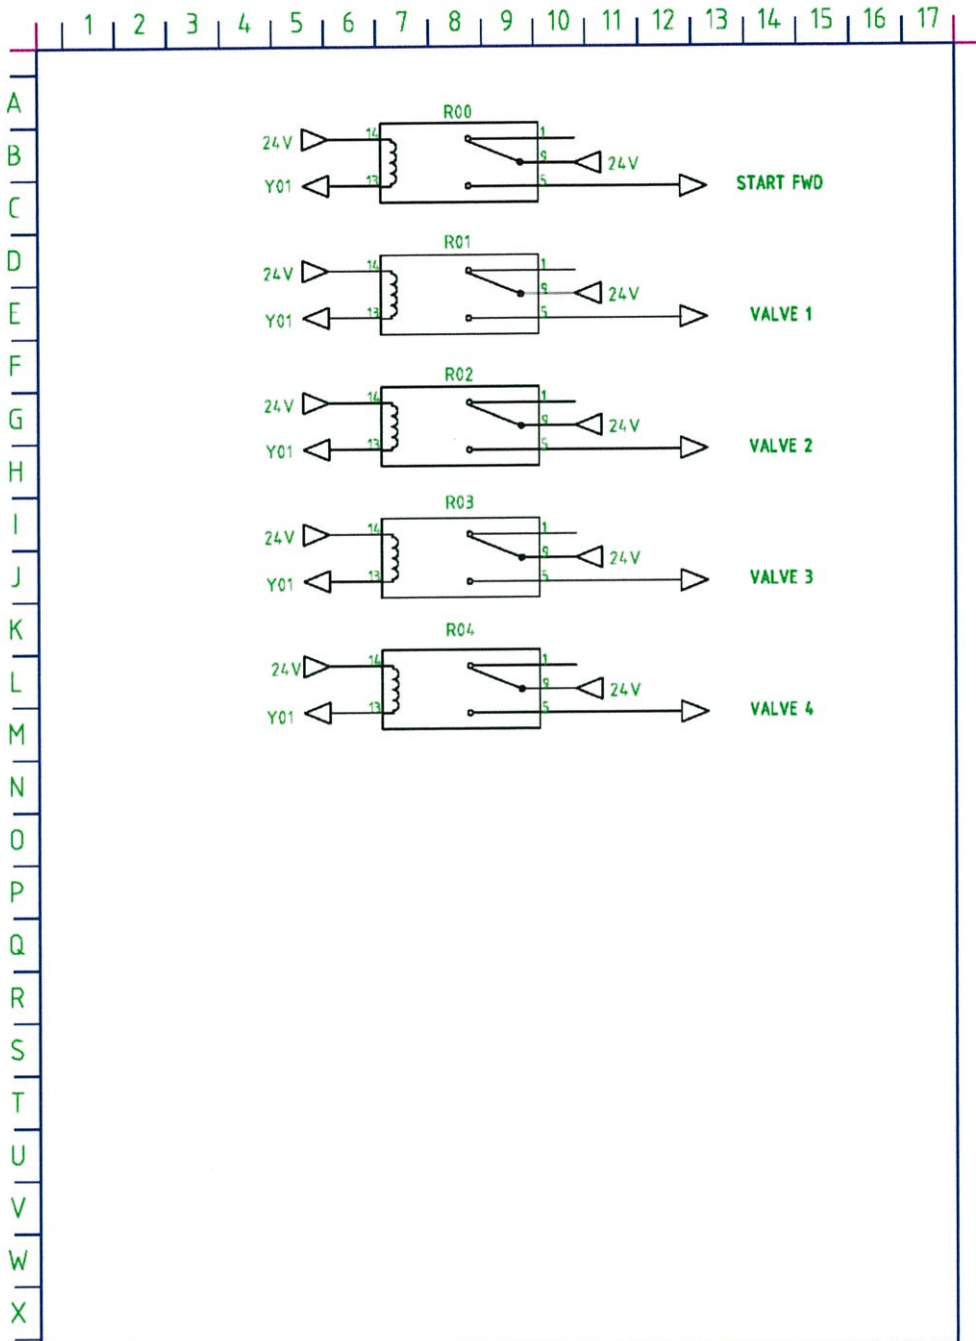 1 2 3 4 5 6 7 8 9 10 11 12 13 14 15 16 17
A
R00
24V 14 1
B
9 24V
Y01 13 5 START FWD
C
R01
D
24V 14 1
9 24V
E
Y01 13 5 VALVE 1
F
R02
24V 14 1
G
9 24V
Y01 13 5 VALVE 2
H
R03
I
24V 14 1
9 24V
J
Y01 13 5 VALVE 3
K
R04
24V 14 1
L
9 24V
Y01 13 5 VALVE 4
M
N
O
P
Q
R
S
T
U
V
W
X